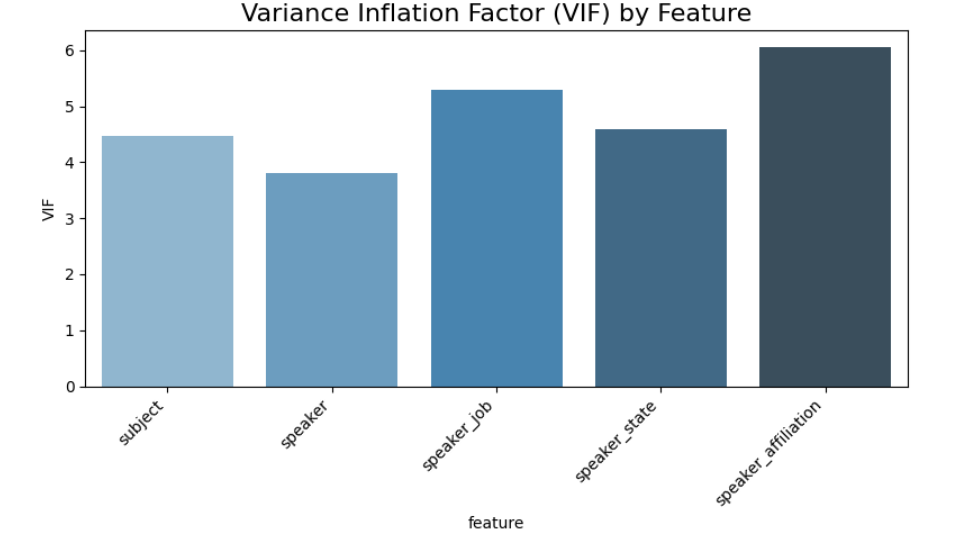 Variance Inflation Factor (VIF) by Feature
6
5
4
3
2
1
0
VIF
subject
speaker
speaker_job
speaker_state
speaker_affiliation
feature